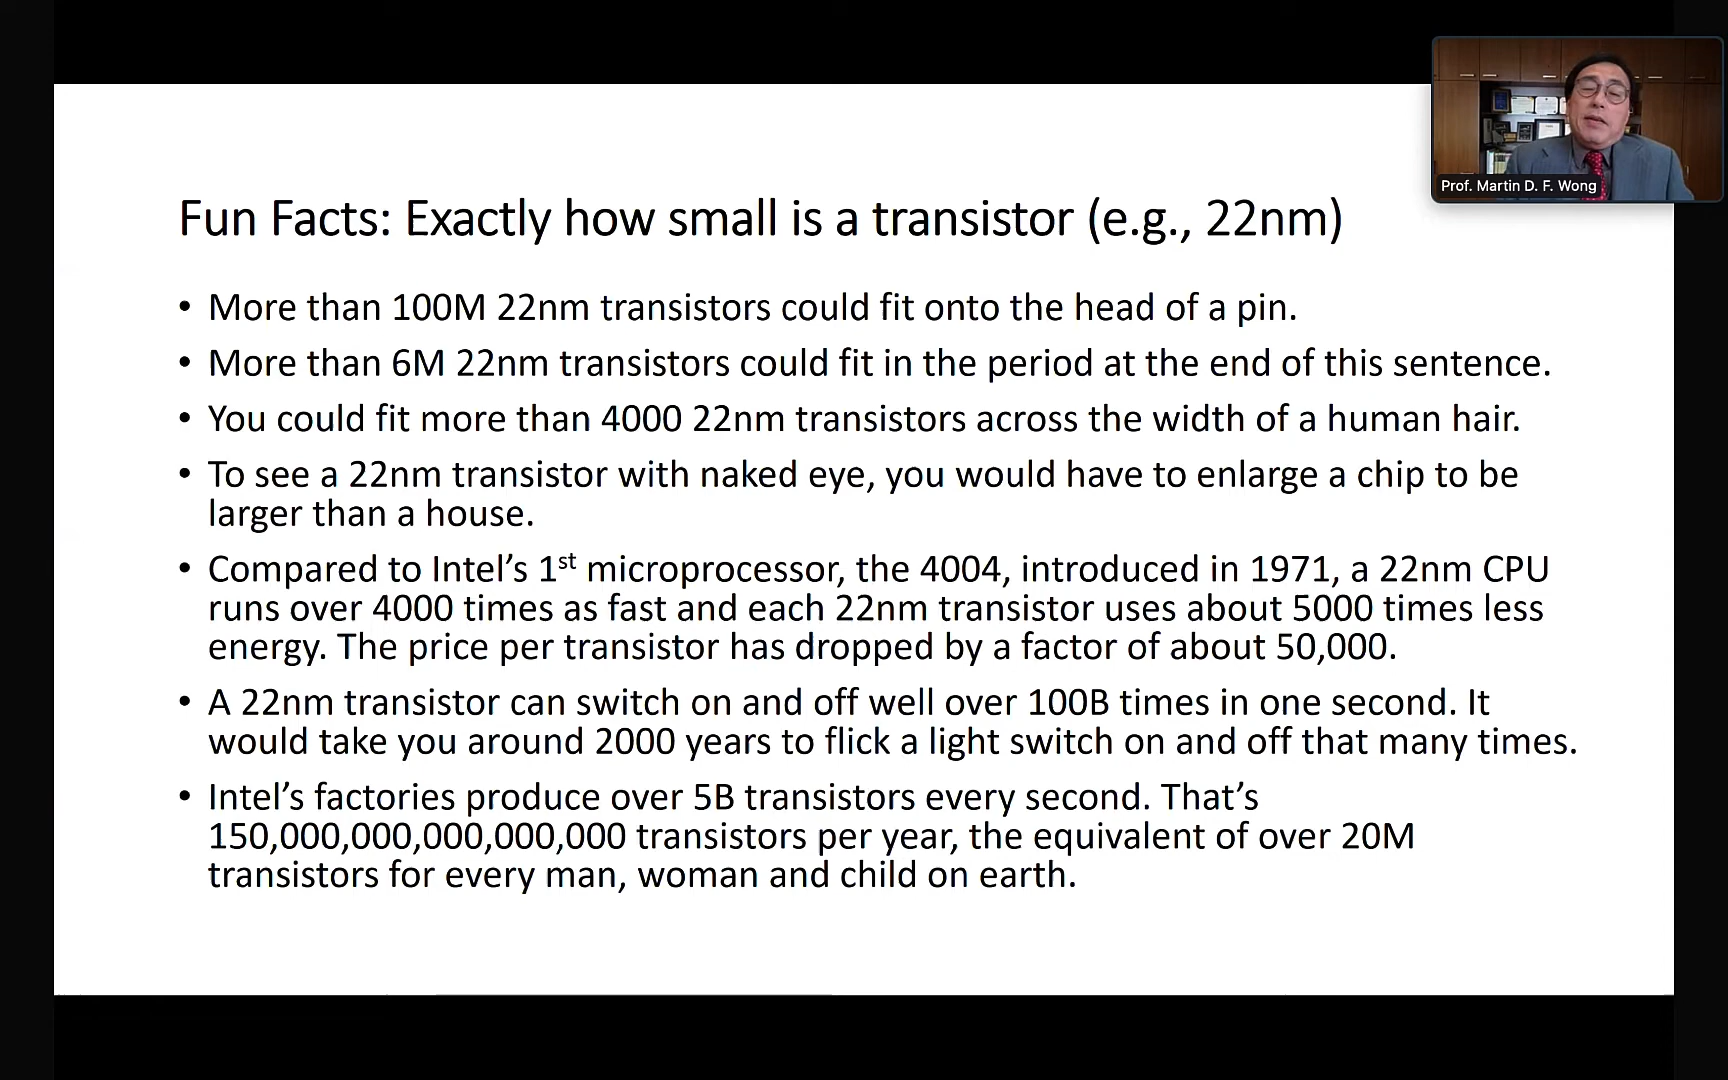 Prof. Martin D. F. Wong
Fun Facts: Exactly how small is a transistor (e.g., 22nm)
• More than 100M 22nm transistors could fit onto the head of a pin.
• More than 6M 22nm transistors could fit in the period at the end of this sentence.
• You could fit more than 4000 22nm transistors across the width of a human hair.
• To see a 22nm transistor with naked eye, you would have to enlarge a chip to be
larger than a house.
• Compared to Intel’s 1st microprocessor, the 4004, introduced in 1971, a 22nm CPU
runs over 4000 times as fast and each 22nm transistor uses about 5000 times less
energy. The price per transistor has dropped by a factor of about 50,000.
• A 22nm transistor can switch on and off well over 100B times in one second. It
would take you around 2000 years to flick a light switch on and off that many times.
• Intel’s factories produce over 5B transistors every second. That’s
150,000,000,000,000,000 transistors per year, the equivalent of over 20M
transistors for every man, woman and child on earth.